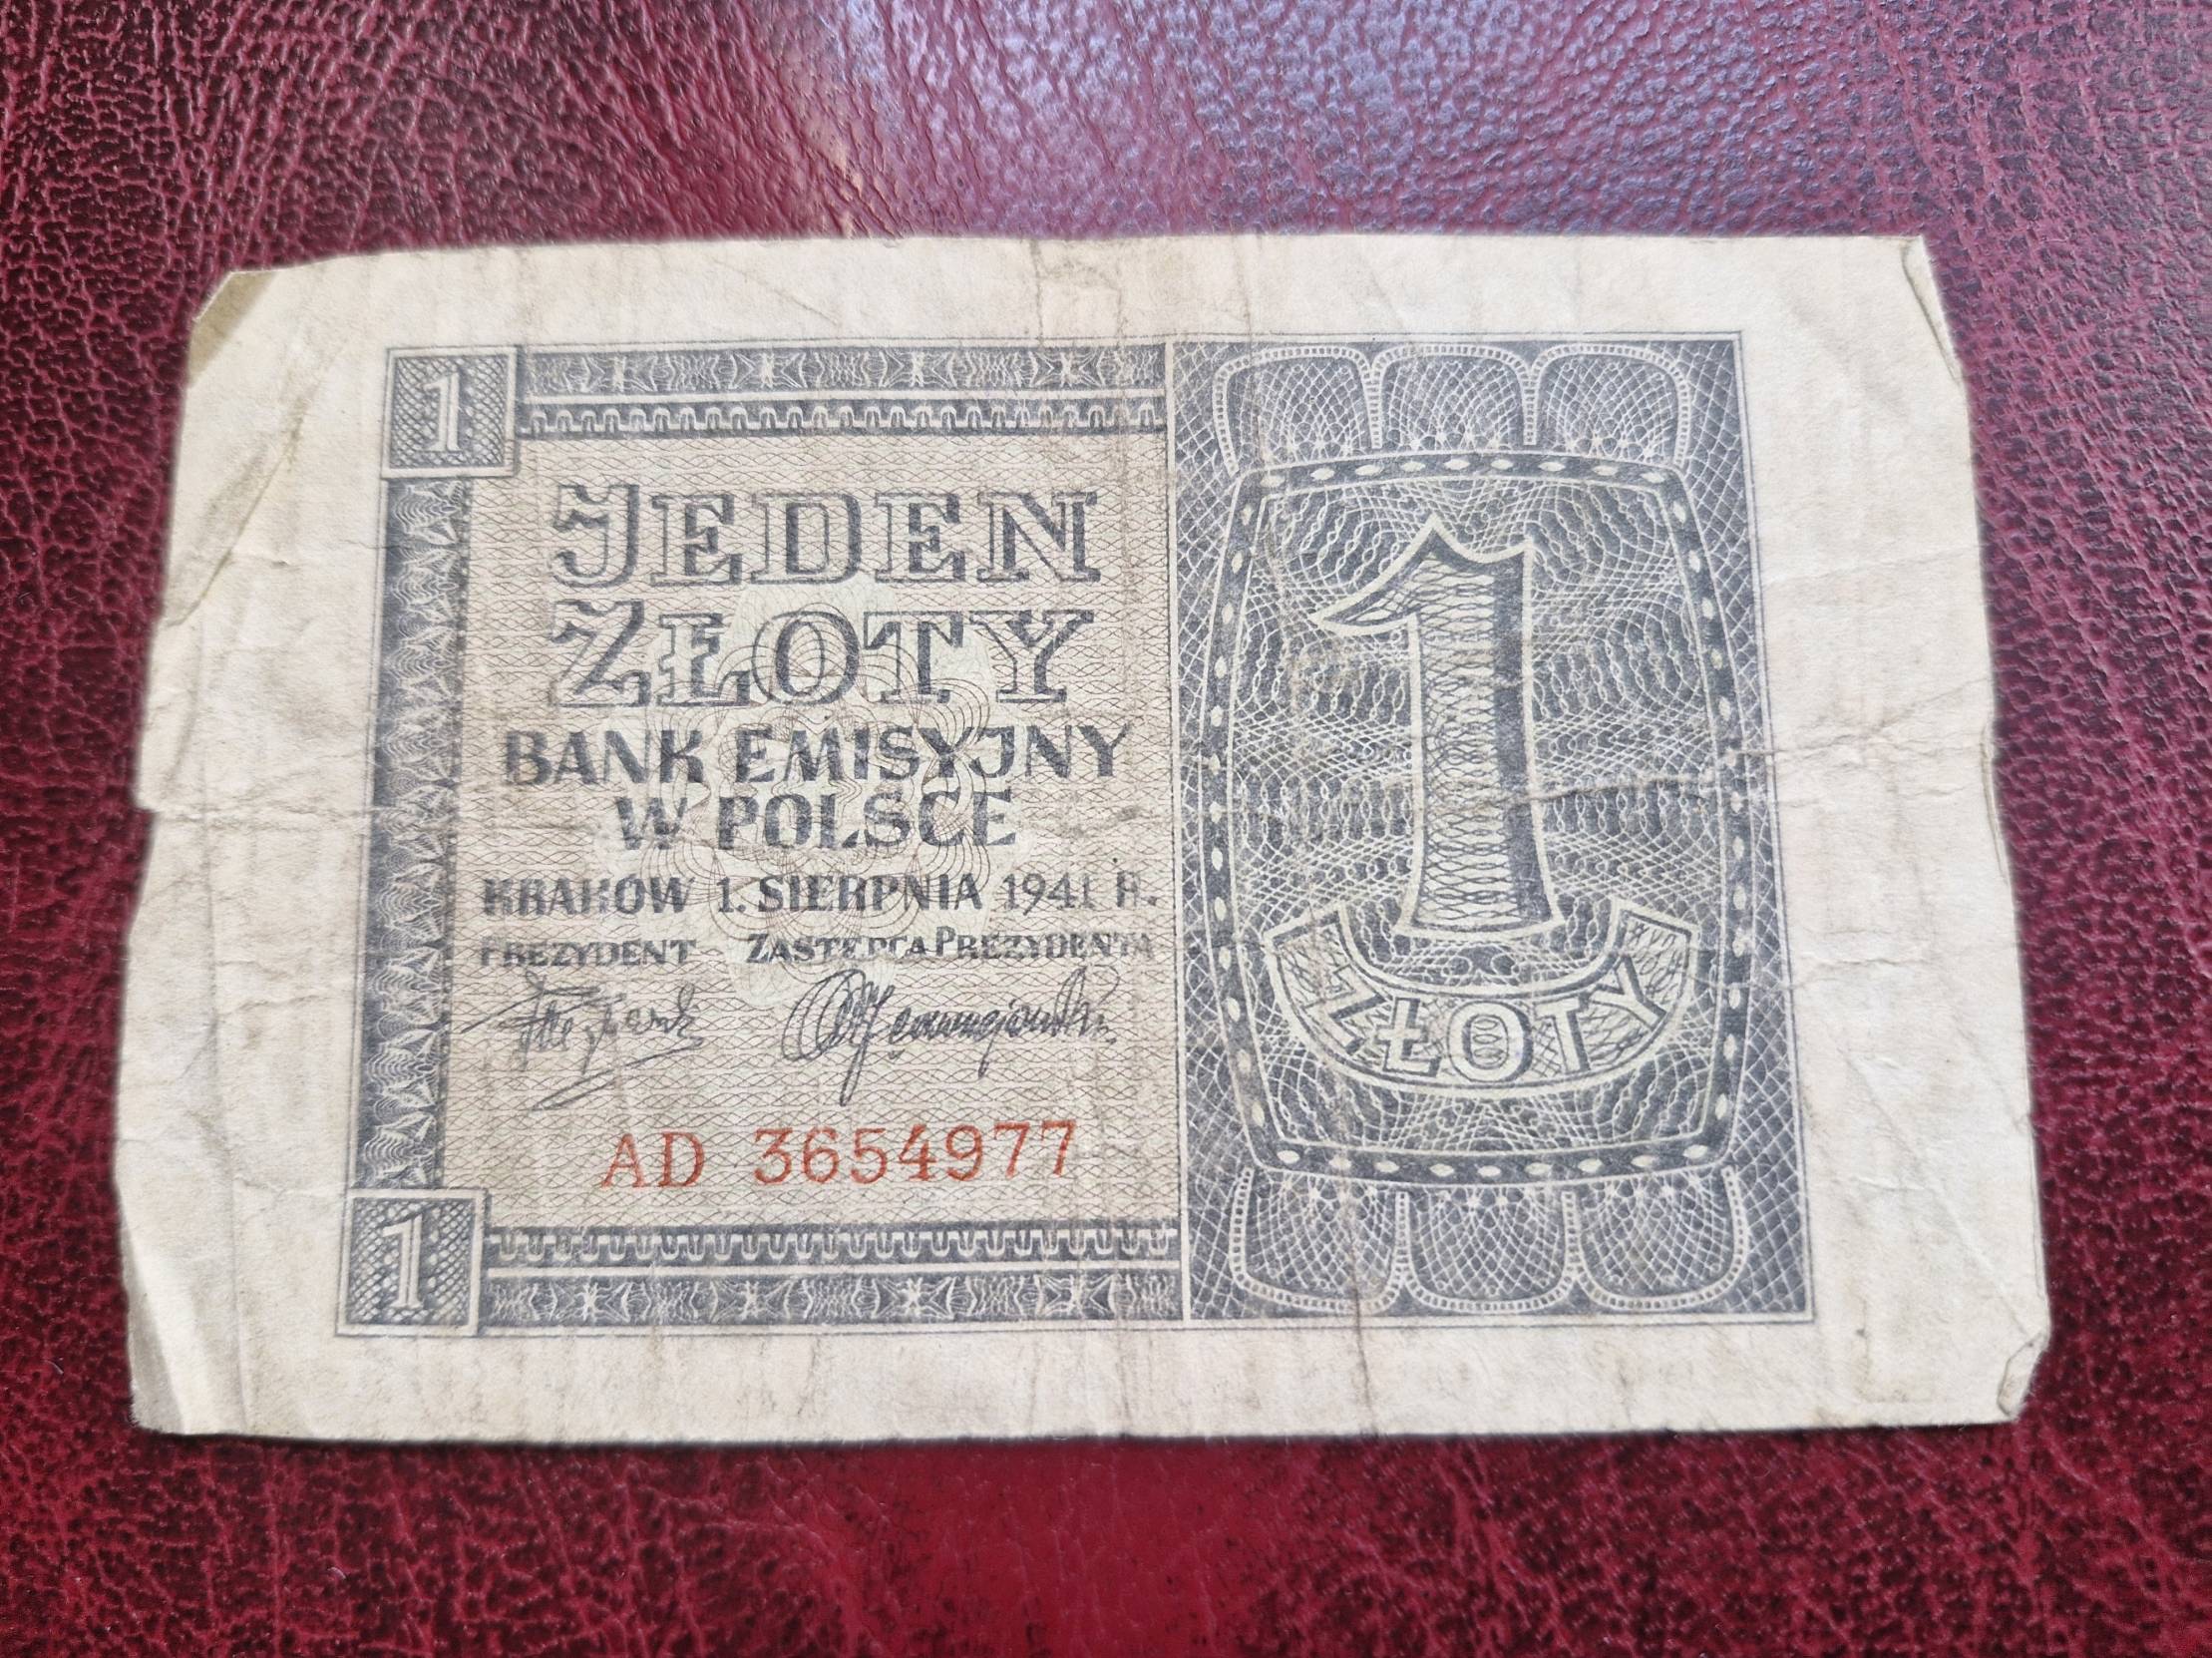 1
JEDEN
ZŁOTY
BANK EMISYJNY
W POLSCE
KRAKÓW 1. SIERPNIA 1941 R.
PREZYDENT ZASTĘPCA PREZYDENTA
AD 3654977
1
1
ZŁOTY